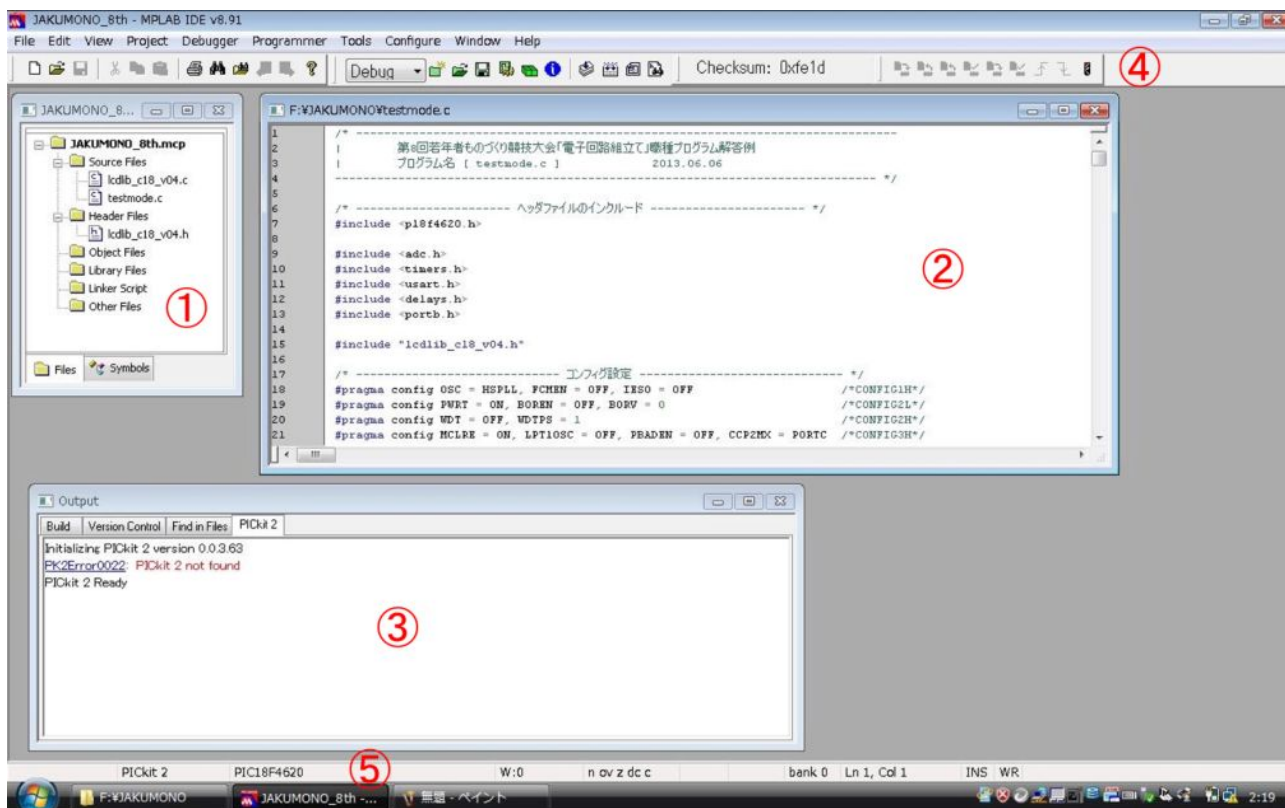 JAKUMONO_8th - MPLAB IDE v8.91
File Edit View Project Debugger Programmer Tools Configure Window Help
Debug
Checksum: 0xfe1d
④
JAKUMONO_8...
JAKUMONO_8th.mcp
Source Files
lcdlib_c18_v04.c
testmode.c
Header Files
lcdlib_c18_v04.h
Object Files
Library Files
Linker Script
Other Files
①
Files Symbols
F:¥JAKUMONO¥testmode.c
1 /* --------------------------------------------------------------------------------
2 | 第8回若年者ものづくり競技大会「電子回路組立て」職種プログラム解答例
3 | プログラム名 [ testmode.c ] 2013.06.06
4 -------------------------------------------------------------------------------- */
5
6 /* ----------------------- ヘッダファイルのインクルード ----------------------- */
7 #include <p18f4620.h>
8
9 #include <adc.h>
10 #include <timers.h>
11 #include <usart.h>
12 #include <delays.h>
13 #include <portb.h>
14
15 #include "lcdlib_c18_v04.h"
16
17 /* ------------------------------ コンフィグ設定 ------------------------------ */
18 #pragma config OSC = HSPLL, FCMEN = OFF, IESO = OFF /*CONFIG1H*/
19 #pragma config PWRT = ON, BOREN = OFF, BORV = 0 /*CONFIG2L*/
20 #pragma config WDT = OFF, WDTPS = 1 /*CONFIG2H*/
21 #pragma config MCLRE = ON, LPT1OSC = OFF, PBADEN = OFF, CCP2MX = PORTC /*CONFIG3H*/
②
Output
Build Version Control Find in Files PICkit 2
Initializing PICkit 2 version 0.0.3.63
PK2Error0022: PICkit 2 not found
PICkit 2 Ready
③
PICkit 2 PIC18F4620 ⑤ W:0 n ov z dc c bank 0 Ln 1, Col 1 INS WR
F:¥JAKUMONO JAKUMONO_8th -... 無題 - ペイント 2:19